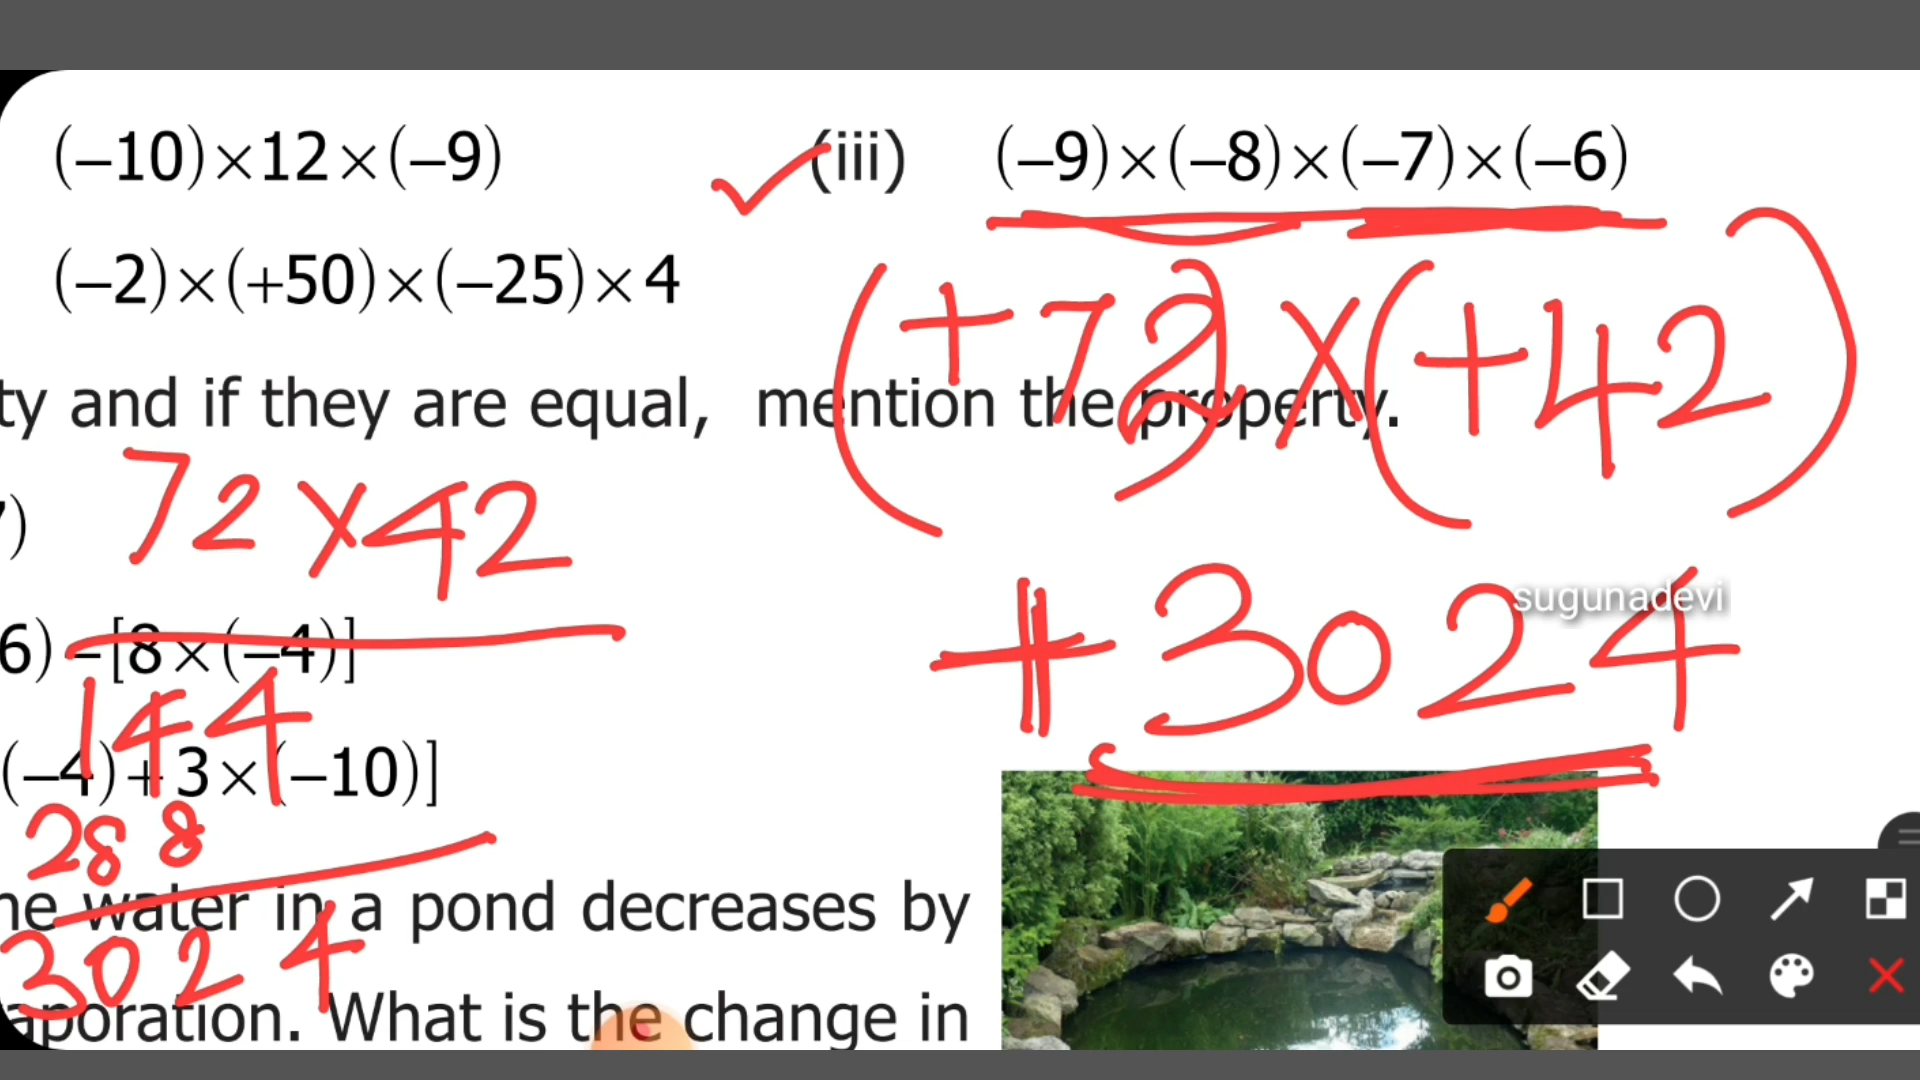 (–10)×12×(–9) (iii) (–9)×(–8)×(–7)×(–6)
(–2)×(+50)×(–25)×4
(+72)×(+42)
ty and if they are equal, mention the property.
7) 72×42
+3024
sugunadevi
6) –[8×(–4)]
144
(–4)+3×(–10)]
288
he water in a pond decreases by
3024
aporation. What is the change in